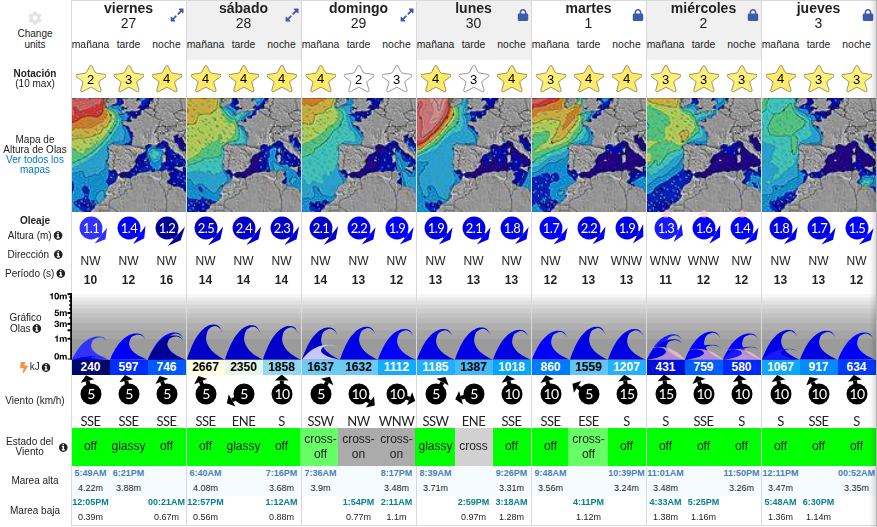 viernes sábado domingo lunes martes miércoles jueves
27 28 29 30 1 2 3
Change
units
mañana tarde noche mañana tarde noche mañana tarde noche mañana tarde noche mañana tarde noche mañana tarde noche mañana tarde noche
Notación
(10 max)
2 3 4 4 4 4 4 2 3 4 3 4 3 4 4 3 3 3 4 3 3
Mapa de
Altura de Olas
Ver todos los
mapas
Oleaje
Altura (m) 1.1 1.4 1.2 2.5 2.4 2.3 2.1 2.2 1.9 1.9 2.1 1.8 1.7 2.2 1.9 1.3 1.6 1.4 1.8 1.7 1.5
Dirección NW NW NW NW NW NW NW NW NW NW NW NW NW NW WNW WNW WNW NW NW NW NW
Período (s) 10 12 16 14 14 14 14 13 12 13 13 13 12 13 13 11 12 12 13 13 12
10m
5m
3m
1m
0m
Gráfico
Olas
kJ 240 597 746 2667 2350 1858 1637 1632 1112 1185 1387 1018 860 1559 1207 431 759 580 1067 917 634
Viento (km/h) 5 5 5 5 5 10 5 10 10 5 5 10 10 5 15 15 10 10 10 10 10
SSE SSE SSE SSE ENE S SSW NW WNW SSW ENE SSE SSE ESE S S SSE S S SSE S
Estado del
Viento
off glassy off off glassy off cross-off cross-on cross-on glassy cross off off cross-off off off off off off off off
Marea alta
5:49AM 6:21PM 6:40AM 7:16PM 7:36AM 8:17PM 8:39AM 9:26PM 9:48AM 10:39PM 11:01AM 11:50PM 12:11PM 00:52AM
4.22m 3.88m 4.08m 3.68m 3.9m 3.48m 3.71m 3.31m 3.56m 3.24m 3.48m 3.26m 3.47m 3.35m
Marea baja
12:05PM 00:21AM 12:57PM 1:12AM 1:54PM 2:11AM 2:59PM 3:18AM 4:11PM 4:33AM 5:25PM 5:48AM 6:30PM
0.39m 0.67m 0.56m 0.88m 0.77m 1.1m 0.97m 1.28m 1.12m 1.38m 1.16m 1.36m 1.14m